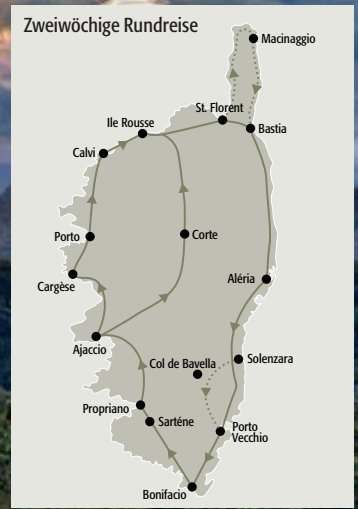 Zweiwöchige Rundreise
Macinaggio
St. Florent
Ile Rousse
Bastia
Calvi
Porto
Corte
Cargèse
Aléria
Ajaccio
Col de Bavella
Solenzara
Propriano
Sarténe
Porto
Vecchio
Bonifacio